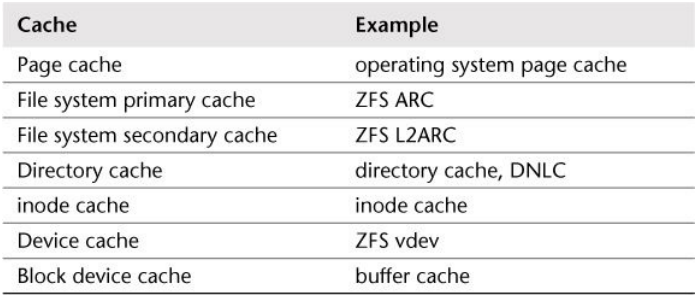 Cache Example
Page cache operating system page cache
File system primary cache ZFS ARC
File system secondary cache ZFS L2ARC
Directory cache directory cache, DNLC
inode cache inode cache
Device cache ZFS vdev
Block device cache buffer cache